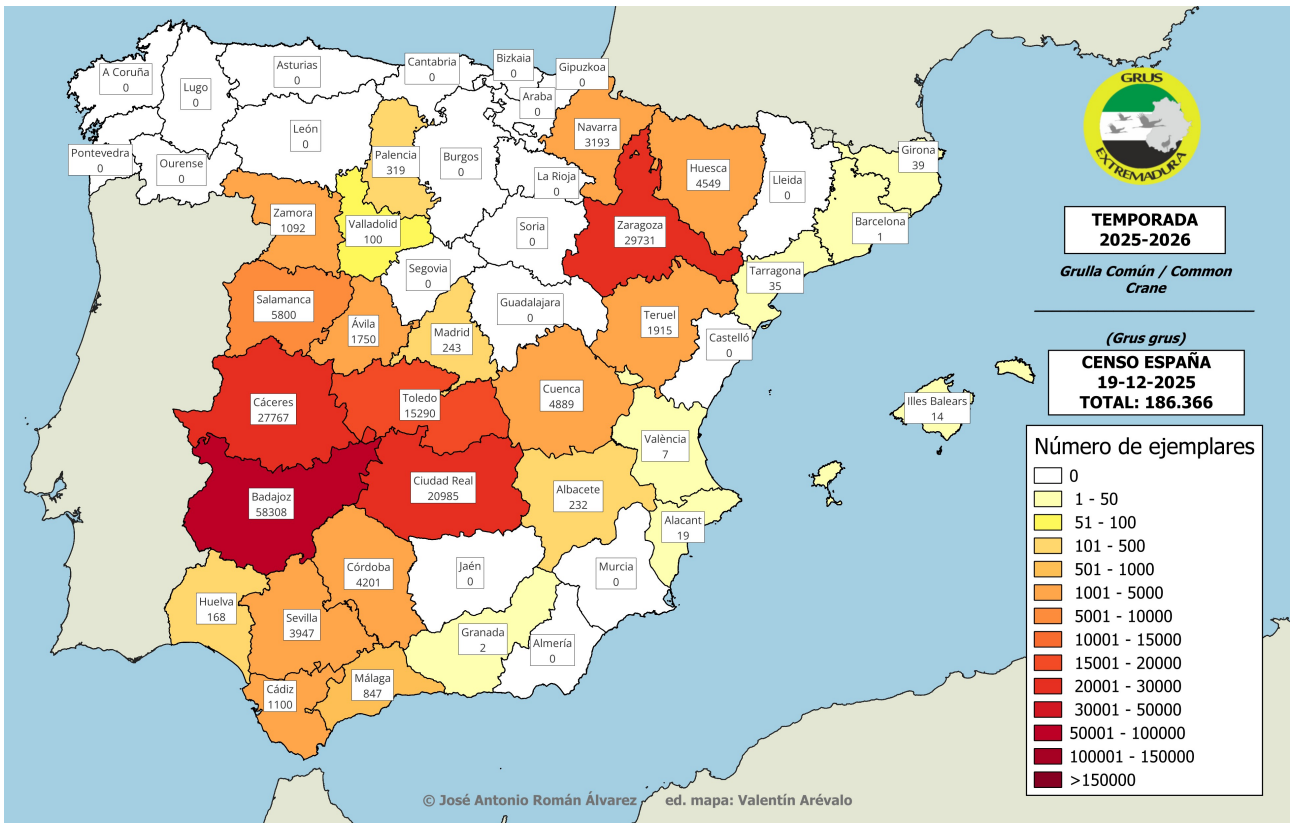 A Coruña
0
Lugo
0
Asturias
0
Cantabria
0
Bizkaia
0
Gipuzkoa
0
Araba
0
Navarra
3193
León
0
Palencia
319
Burgos
0
La Rioja
0
Pontevedra
0
Ourense
0
Huesca
4549
Lleida
0
Girona
39
Barcelona
1
Zamora
1092
Valladolid
100
Soria
0
Zaragoza
29731
Tarragona
35
Segovia
0
Guadalajara
0
Salamanca
5800
Ávila
1750
Madrid
243
Teruel
1915
Castelló
0
Cáceres
27767
Toledo
15290
Cuenca
4889
Illes Balears
14
València
7
Badajoz
58308
Ciudad Real
20985
Albacete
232
Alacant
19
Córdoba
4201
Jaén
0
Murcia
0
Huelva
168
Sevilla
3947
Granada
2
Almería
0
Cádiz
1100
Málaga
847
GRUS
EXTREMADURA
TEMPORADA
2025-2026
Grulla Común / Common
Crane
(Grus grus)
CENSO ESPAÑA
19-12-2025
TOTAL: 186.366
Número de ejemplares
0
1 - 50
51 - 100
101 - 500
501 - 1000
1001 - 5000
5001 - 10000
10001 - 15000
15001 - 20000
20001 - 30000
30001 - 50000
50001 - 100000
100001 - 150000
>150000
© José Antonio Román Álvarez ed. mapa: Valentín Arévalo